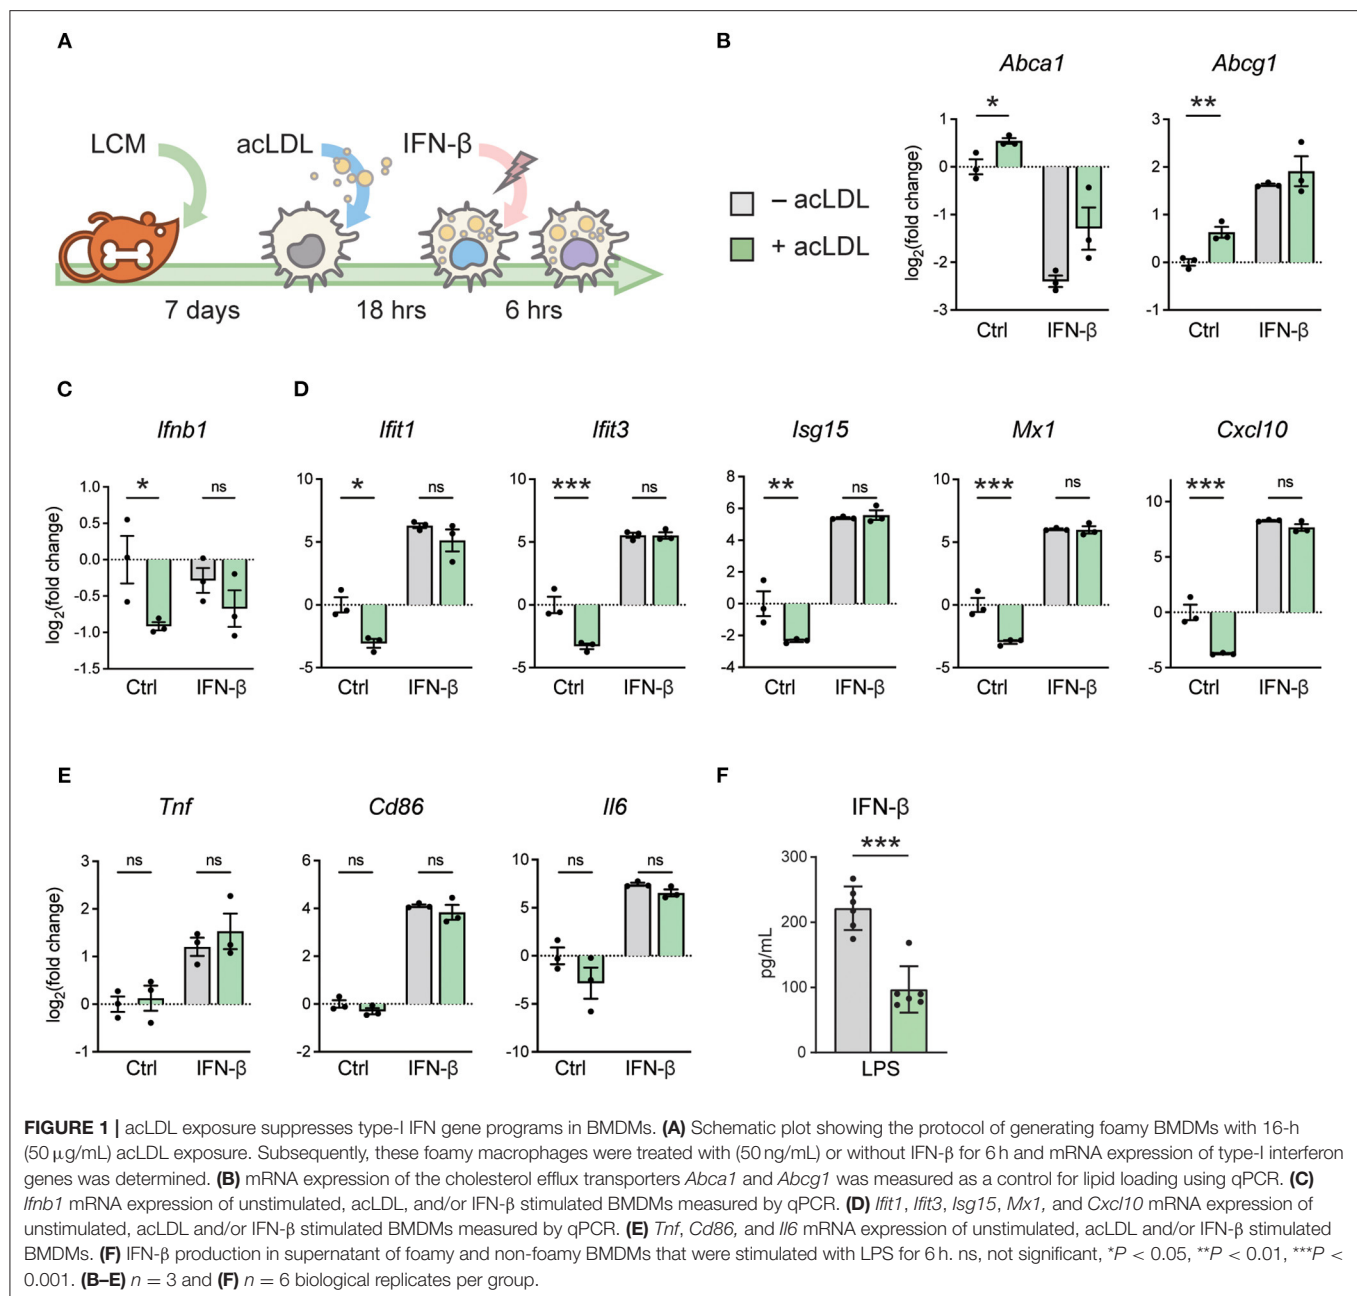 A
LCM
acLDL
IFN-β
7 days
18 hrs
6 hrs
B
− acLDL
+ acLDL
Abca1
*
log2(fold change)
1
0
-1
-2
-3
Ctrl
IFN-β
Abcg1
**
3
2
1
0
-1
Ctrl
IFN-β
C
Ifnb1
*
ns
log2(fold change)
1.0
0.5
0.0
-0.5
-1.0
-1.5
Ctrl
IFN-β
D
Ifit1
*
ns
10
5
0
-5
Ctrl
IFN-β
Ifit3
***
ns
10
5
0
-5
Ctrl
IFN-β
Isg15
**
ns
8
6
4
2
0
-2
-4
Ctrl
IFN-β
Mx1
***
ns
10
5
0
-5
Ctrl
IFN-β
Cxcl10
***
ns
10
5
0
-5
Ctrl
IFN-β
E
Tnf
ns
ns
log2(fold change)
3
2
1
0
-1
Ctrl
IFN-β
Cd86
ns
ns
6
4
2
0
-2
Ctrl
IFN-β
Il6
ns
ns
10
5
0
-5
-10
Ctrl
IFN-β
F
IFN-β
***
pg/mL
300
200
100
0
LPS
FIGURE 1 | acLDL exposure suppresses type-I IFN gene programs in BMDMs. (A) Schematic plot showing the protocol of generating foamy BMDMs with 16-h
(50 μg/mL) acLDL exposure. Subsequently, these foamy macrophages were treated with (50 ng/mL) or without IFN-β for 6 h and mRNA expression of type-I interferon
genes was determined. (B) mRNA expression of the cholesterol efflux transporters Abca1 and Abcg1 was measured as a control for lipid loading using qPCR. (C)
Ifnb1 mRNA expression of unstimulated, acLDL, and/or IFN-β stimulated BMDMs measured by qPCR. (D) Ifit1, Ifit3, Isg15, Mx1, and Cxcl10 mRNA expression of
unstimulated, acLDL and/or IFN-β stimulated BMDMs measured by qPCR. (E) Tnf, Cd86, and Il6 mRNA expression of unstimulated, acLDL and/or IFN-β stimulated
BMDMs. (F) IFN-β production in supernatant of foamy and non-foamy BMDMs that were stimulated with LPS for 6 h. ns, not significant, *P < 0.05, **P < 0.01, ***P <
0.001. (B–E) n = 3 and (F) n = 6 biological replicates per group.